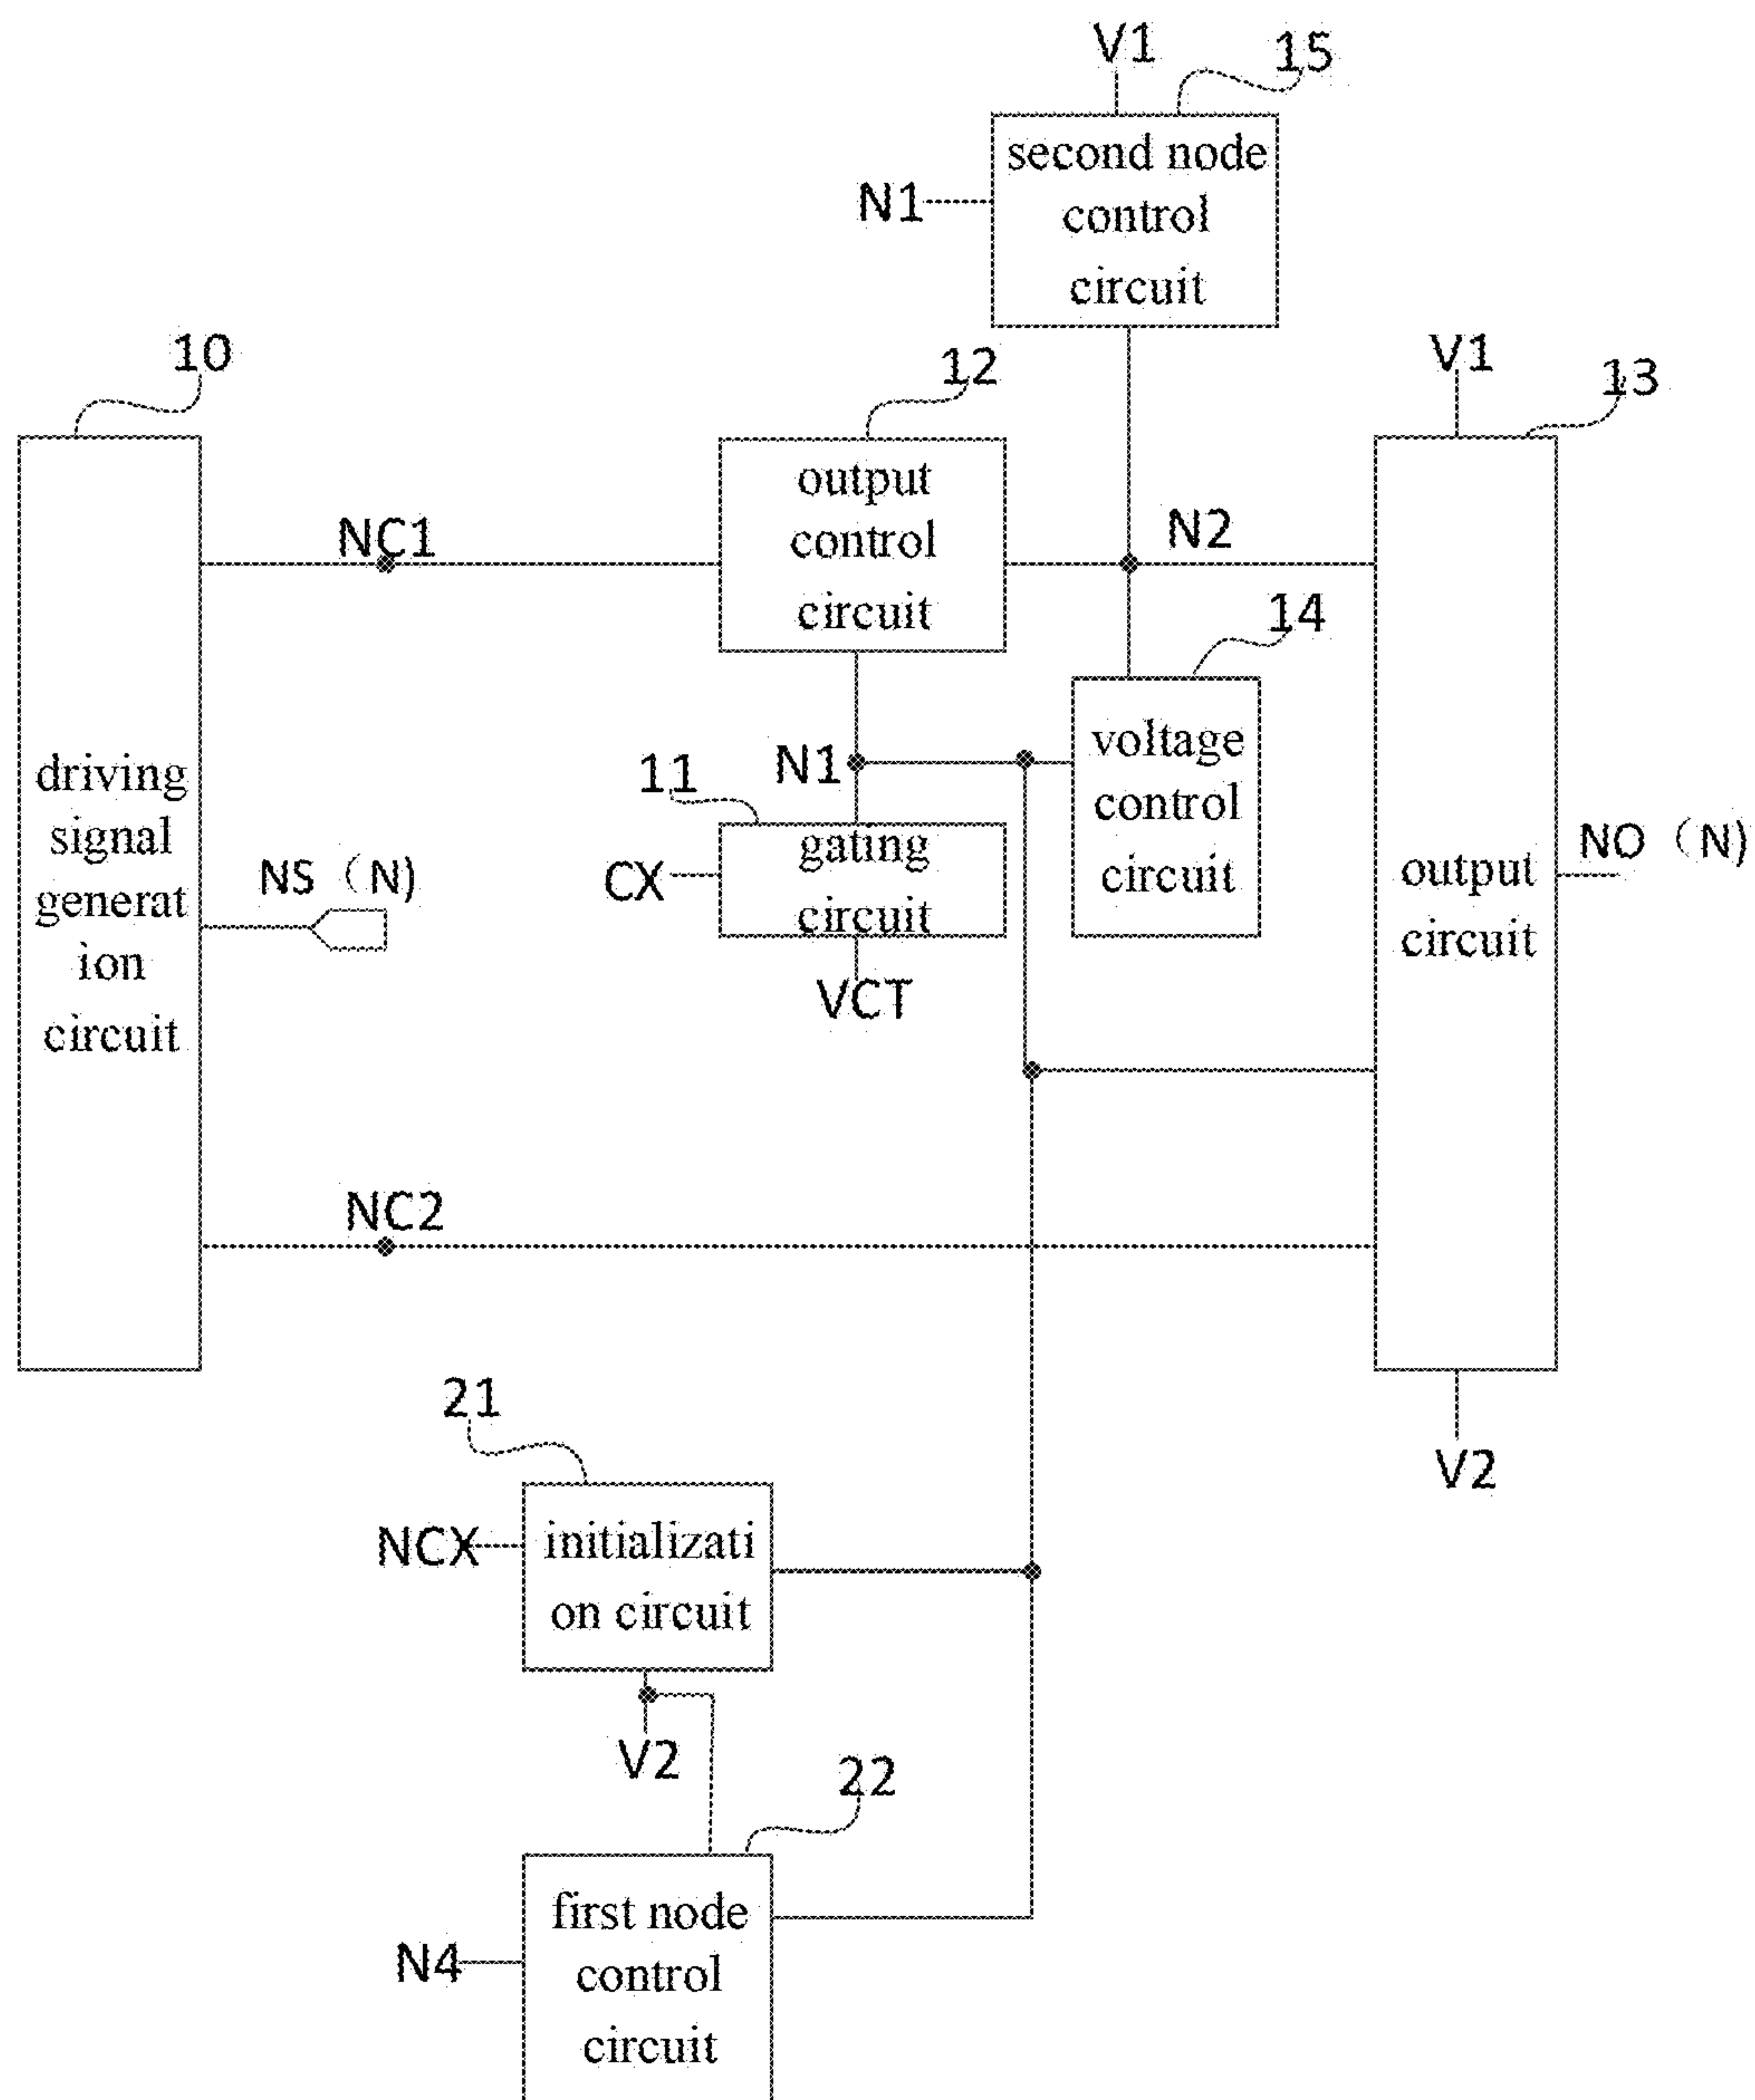 V1
15
second node
control
circuit
N1
10
12
V1
13
output
control
circuit
NC1
N2
14
voltage
control
circuit
N1
11
gating
circuit
CX
VCT
driving
signal
generat
ion
circuit
NS（N)
output
circuit
NO（N)
NC2
21
V2
NCX
initializati
on circuit
V2
22
first node
control
circuit
N4